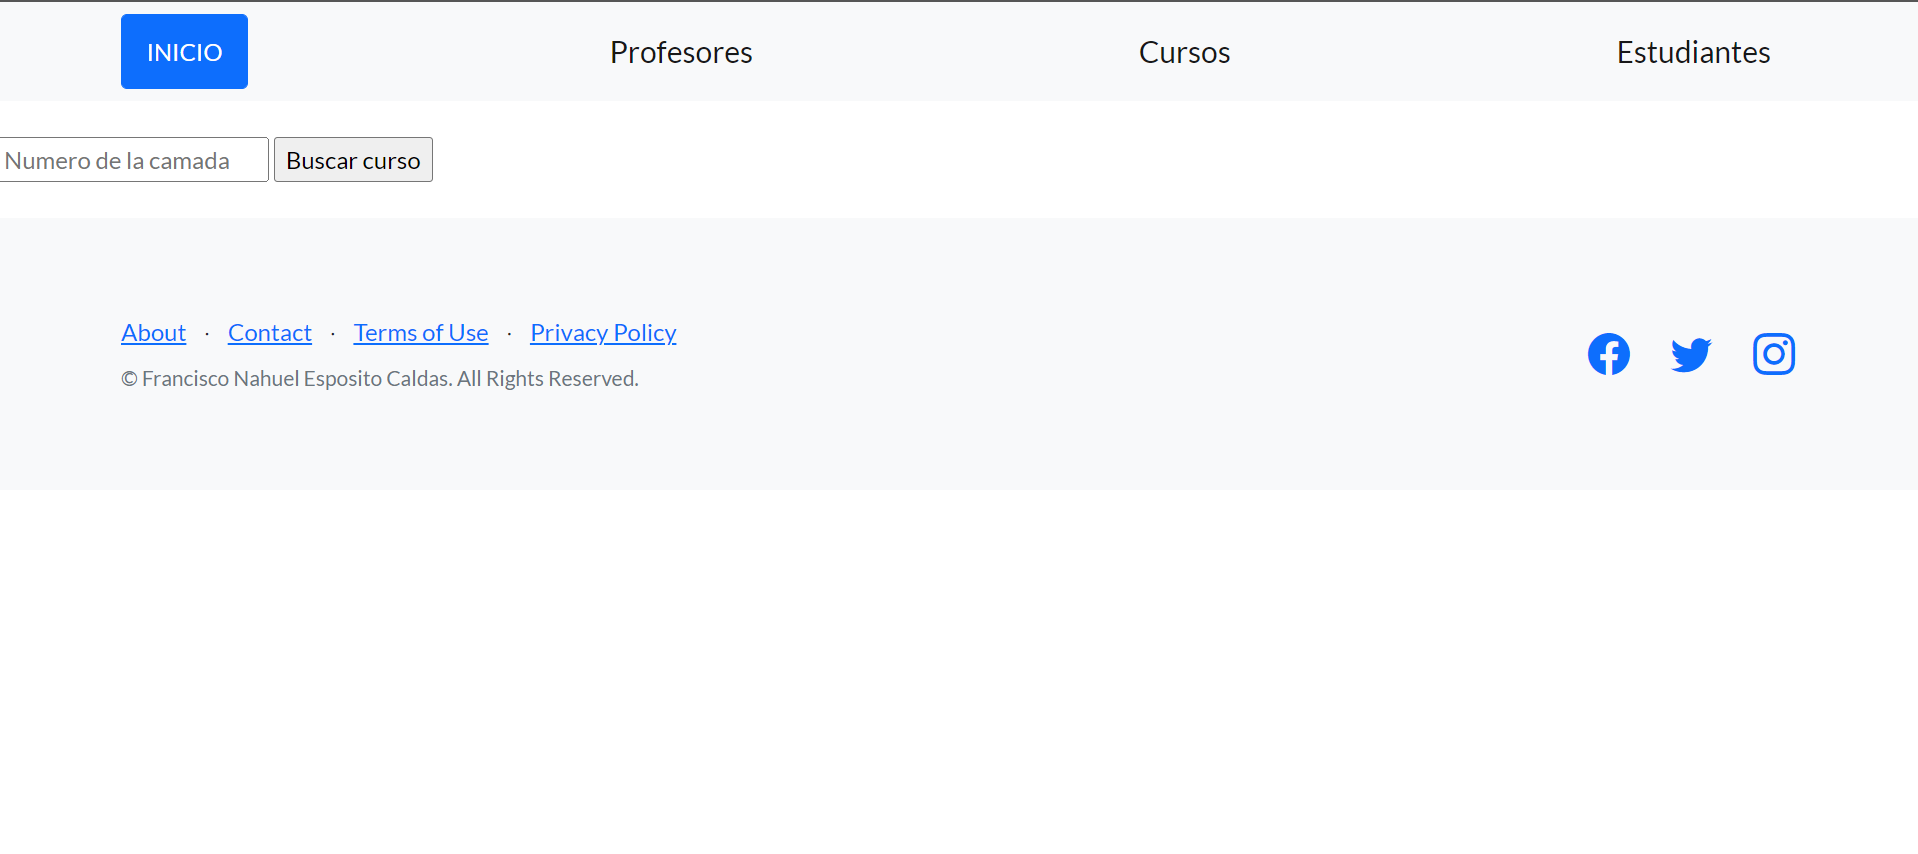 INICIO Profesores Cursos Estudiantes
Numero de la camada Buscar curso
About · Contact · Terms of Use · Privacy Policy
© Francisco Nahuel Esposito Caldas. All Rights Reserved.